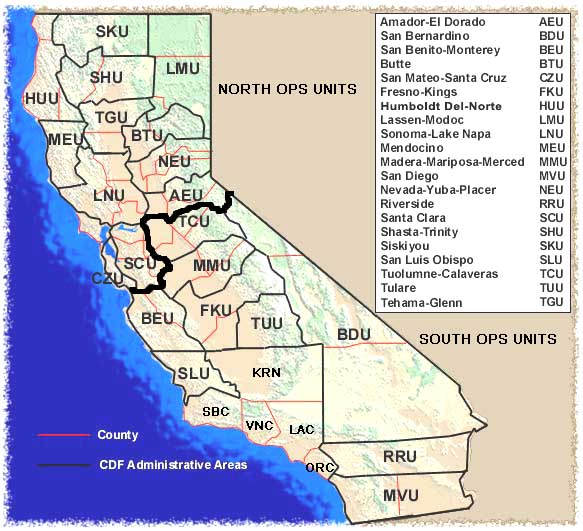 Amador-El Dorado AEU
San Bernardino BDU
San Benito-Monterey BEU
Butte BTU
San Mateo-Santa Cruz CZU
Fresno-Kings FKU
Humboldt Del-Norte HUU
Lassen-Modoc LMU
Sonoma-Lake Napa LNU
Mendocino MEU
Madera-Mariposa-Merced MMU
San Diego MVU
Nevada-Yuba-Placer NEU
Riverside RRU
Santa Clara SCU
Shasta-Trinity SHU
Siskiyou SKU
San Luis Obispo SLU
Tuolumne-Calaveras TCU
Tulare TUU
Tehama-Glenn TGU
NORTH OPS UNITS
SOUTH OPS UNITS
SKU
SHU
LMU
HUU
TGU
MEU
BTU
NEU
LNU
AEU
TCU
SCU
CZU
MMU
BEU
FKU
TUU
BDU
SLU
KRN
SBC
VNC
LAC
ORC
RRU
MVU
County
CDF Administrative Areas